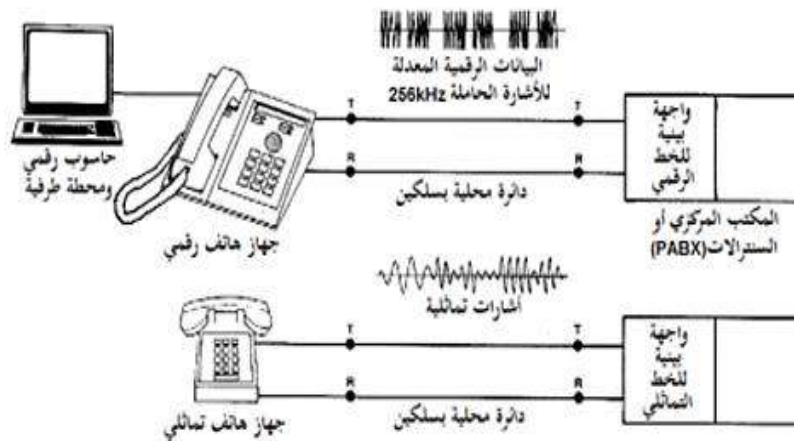 البيانات الرقمية المعدلة
للأشارة الحاملة 256kHz
T
T
R
R
دائرة محلية بسلكين
حاسوب رقمي
ومحطة طرفية
جهاز هاتف رقمي
واجهة
بينية
للخط
الرقمي
المكتب المركزي أو
السنترالات(PABX)
أشارات تماثلية
T
T
R
R
دائرة محلية بسلكين
جهاز هاتف تماثلي
واجهة
بينية
للخط
التماثلي